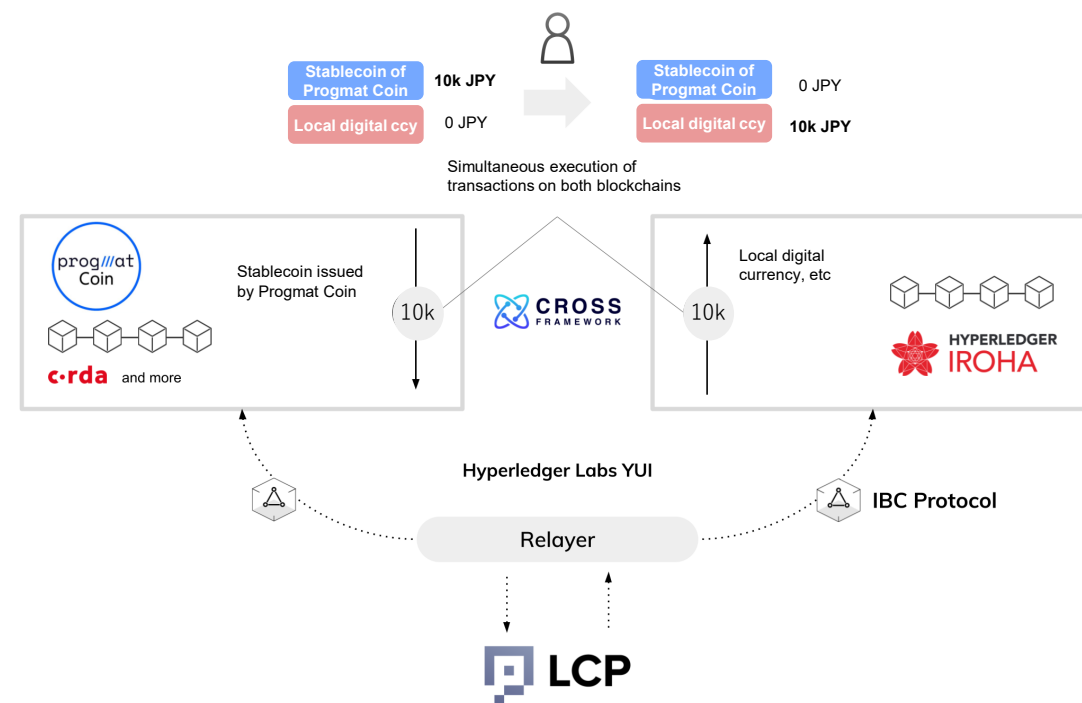 Stablecoin of
Progmat Coin
10k JPY
Local digital ccy
0 JPY
Stablecoin of
Progmat Coin
0 JPY
Local digital ccy
10k JPY
Simultaneous execution of
transactions on both blockchains
progmat
Coin
Stablecoin issued
by Progmat Coin
10k
c·rda and more
CROSS
FRAMEWORK
10k
Local digital
currency, etc
HYPERLEDGER
IROHA
Hyperledger Labs YUI
IBC Protocol
Relayer
LCP